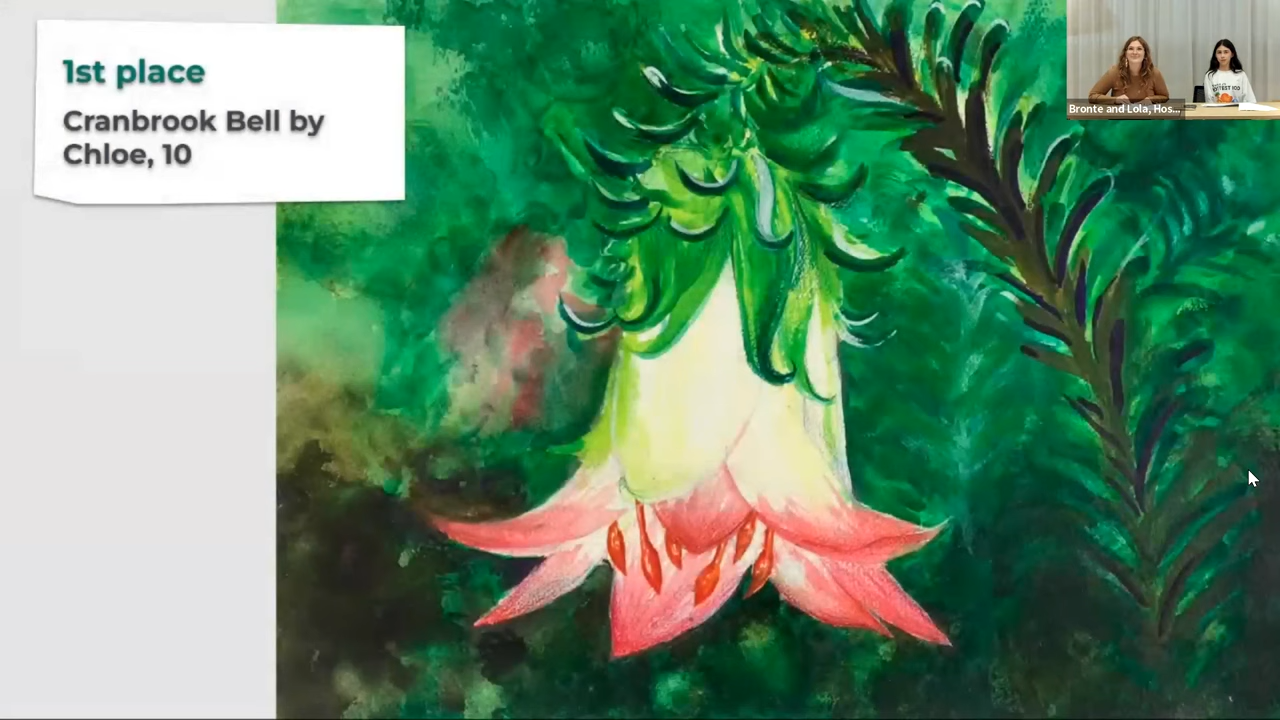 1st place
Cranbrook Bell by
Chloe, 10
Bronte and Lola, Hos...